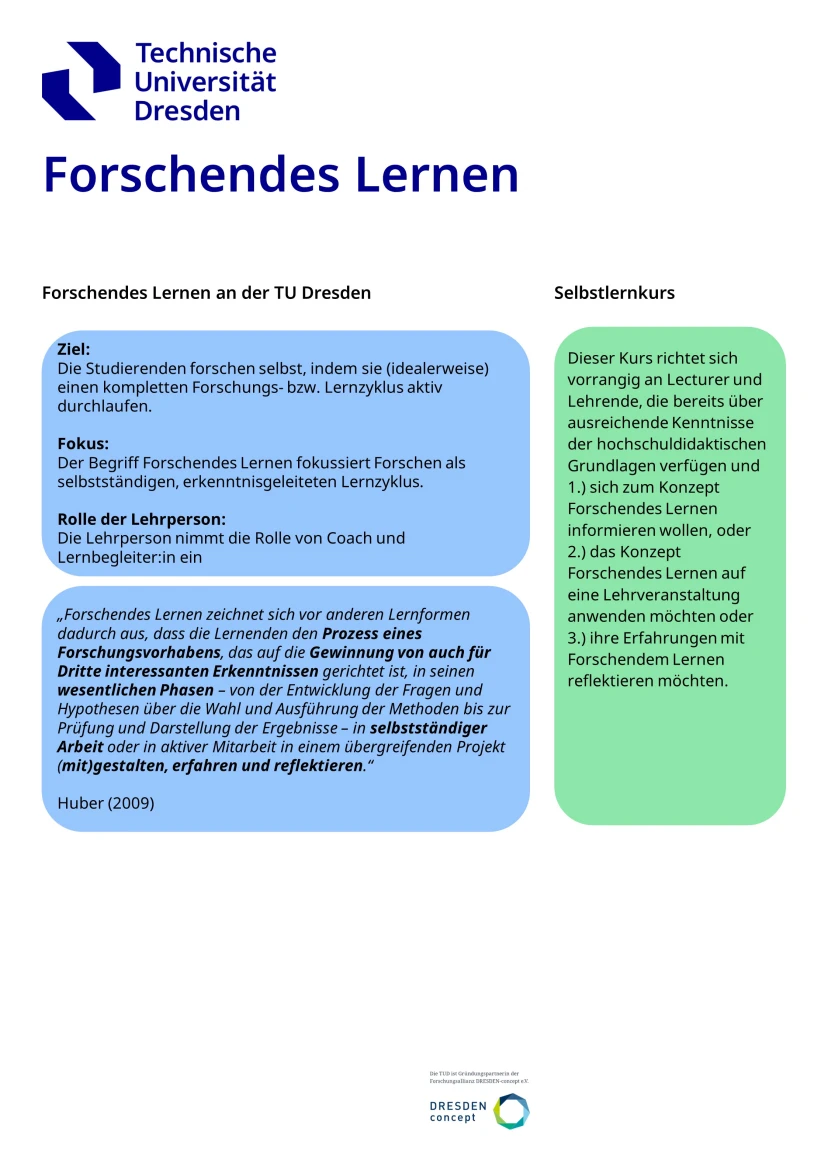 Technische
Universität
Dresden
Forschendes Lernen
Forschendes Lernen an der TU Dresden
Ziel:
Die Studierenden forschen selbst, indem sie (idealerweise)
einen kompletten Forschungs- bzw. Lernzyklus aktiv
durchlaufen.
Fokus:
Der Begriff Forschendes Lernen fokussiert Forschen als
selbstständigen, erkenntnisgeleiteten Lernzyklus.
Rolle der Lehrperson:
Die Lehrperson nimmt die Rolle von Coach und
Lernbegleiter:in ein
„Forschendes Lernen zeichnet sich vor anderen Lernformen
dadurch aus, dass die Lernenden den Prozess eines
Forschungsvorhabens, das auf die Gewinnung von auch für
Dritte interessanten Erkenntnissen gerichtet ist, in seinen
wesentlichen Phasen – von der Entwicklung der Fragen und
Hypothesen über die Wahl und Ausführung der Methoden bis zur
Prüfung und Darstellung der Ergebnisse – in selbstständiger
Arbeit oder in aktiver Mitarbeit in einem übergreifenden Projekt
(mit)gestalten, erfahren und reflektieren.“
Huber (2009)
Selbstlernkurs
Dieser Kurs richtet sich
vorrangig an Lecturer und
Lehrende, die bereits über
ausreichende Kenntnisse
der hochschuldidaktischen
Grundlagen verfügen und
1.) sich zum Konzept
Forschendes Lernen
informieren wollen, oder
2.) das Konzept
Forschendes Lernen auf
eine Lehrveranstaltung
anwenden möchten oder
3.) ihre Erfahrungen mit
Forschendem Lernen
reflektieren möchten.
Die TUD ist Gründungspartnerin der
Forschungsallianz DRESDEN-concept e.V.
DRESDEN
concept